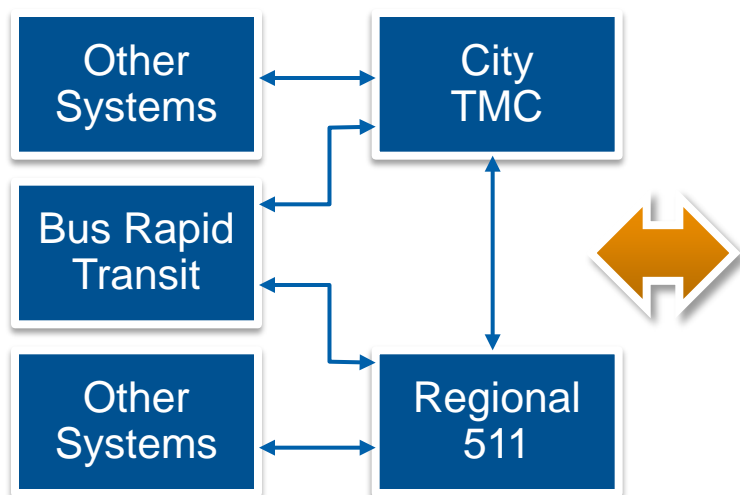 Other
Systems
City
TMC
Bus Rapid
Transit
Other
Systems
Regional
511